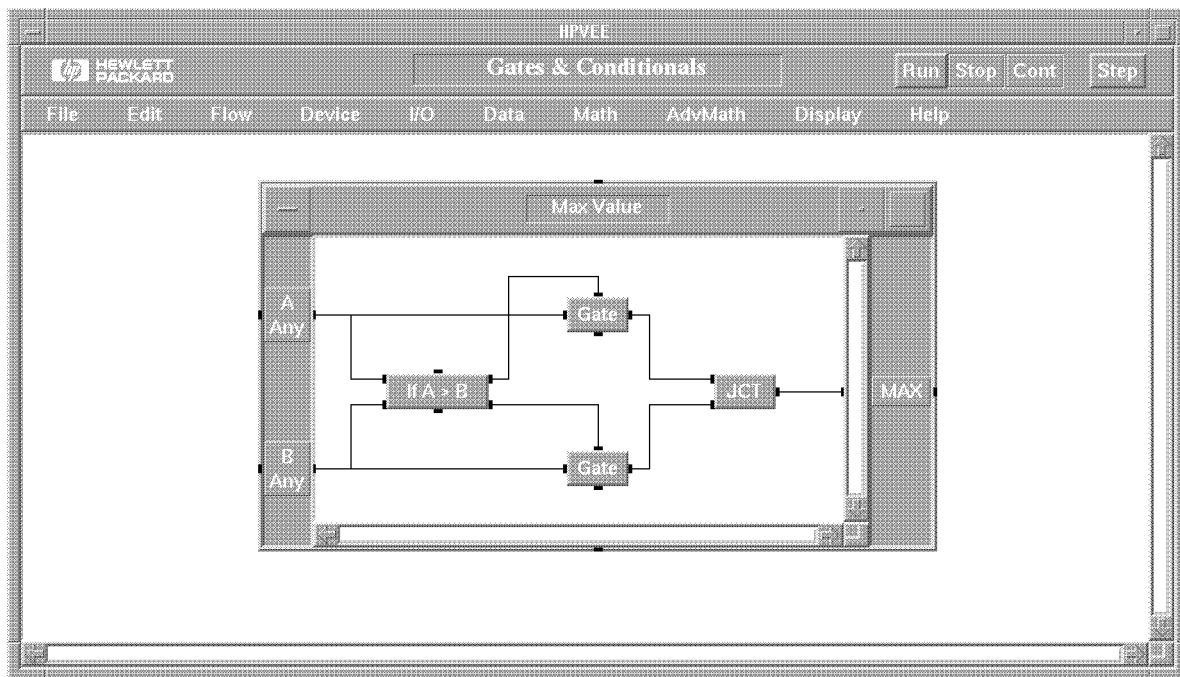 HPVEE
hp HEWLETT PACKARD
Gates & Conditionals
Run Stop Cont Step
File Edit Flow Device I/O Data Math AdvMath Display Help
Max Value
A
Any
Gate
If A > B
JCT
MAX
B
Any
Gate